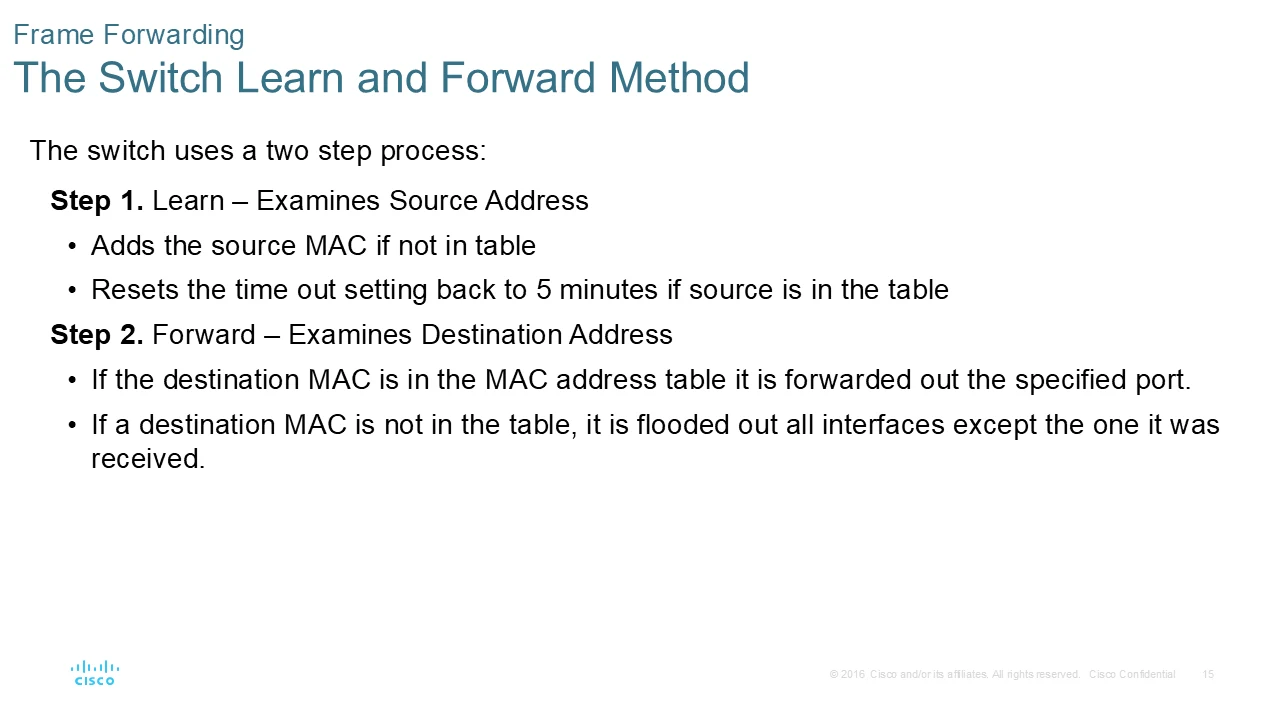 Frame Forwarding
The Switch Learn and Forward Method
The switch uses a two step process:
Step 1. Learn – Examines Source Address
• Adds the source MAC if not in table
• Resets the time out setting back to 5 minutes if source is in the table
Step 2. Forward – Examines Destination Address
• If the destination MAC is in the MAC address table it is forwarded out the specified port.
• If a destination MAC is not in the table, it is flooded out all interfaces except the one it was
received.
CISCO
© 2016 Cisco and/or its affiliates. All rights reserved. Cisco Confidential 15